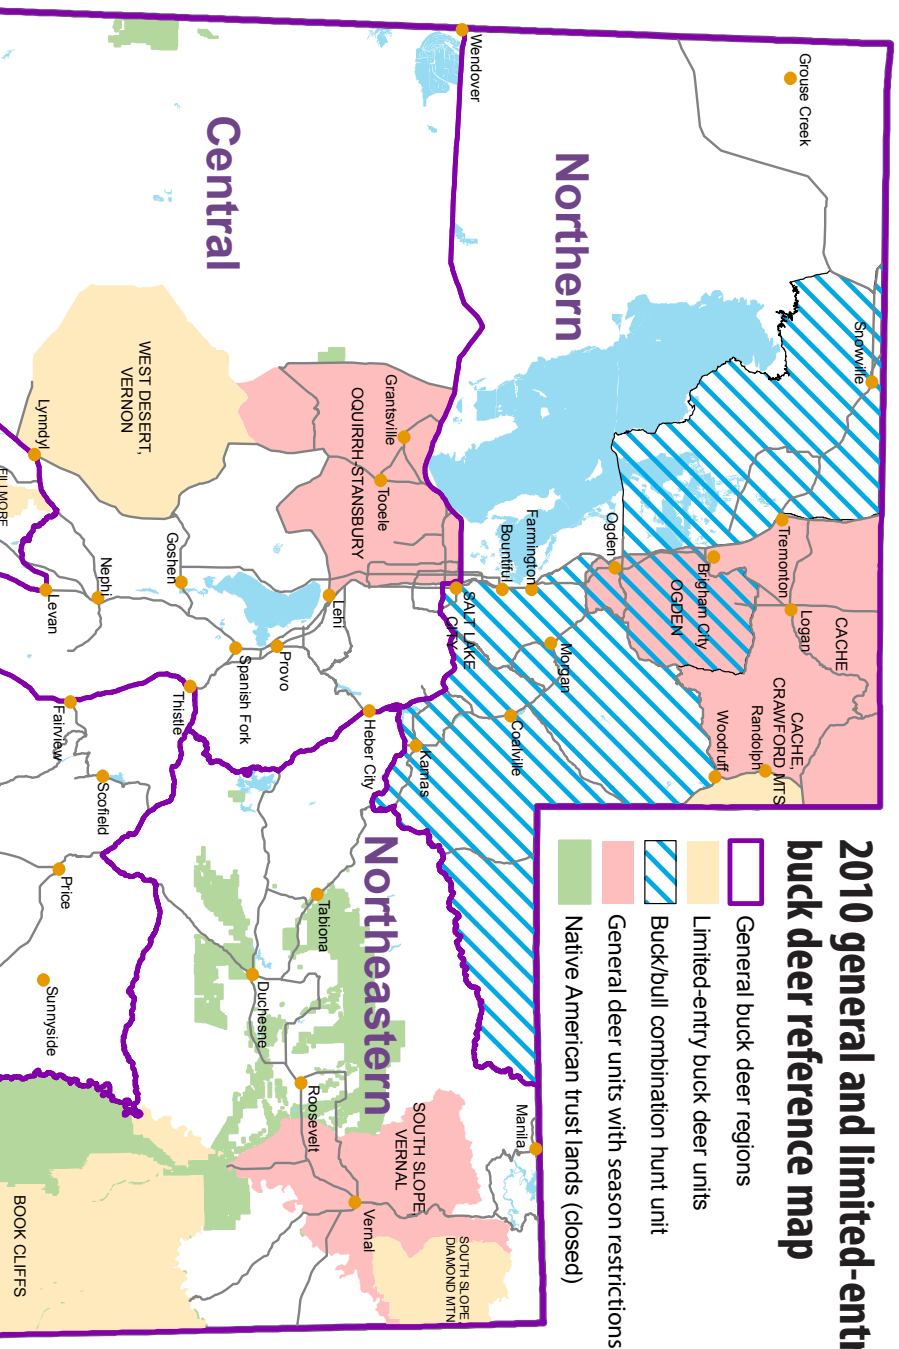 2010 general and limited-entr
buck deer reference map
General buck deer regions
Limited-entry buck deer units
Buck/bull combination hunt unit
General deer units with season restrictions
Native American trust lands (closed)
Northern
Central
Northeastern
Grouse Creek
Snowville
Wendover
Tremonton
Logan
CACHE
Brigham City
OGDEN
Ogden
CACHE,
CRAWFORD MTS
Randolph
Woodruff
Farmington
Bountiful
Morgan
Coalville
SALT LAKE
CITY
Grantsville
OQUIRRH-STANSBURY
Tooele
Lehi
Kamas
Heber City
WEST DESERT,
VERNON
Lynndyl
FILLMORE
Goshen
Nephi
Levan
Provo
Spanish Fork
Thistle
Fairview
Scofield
Price
Sunnyside
Tabiona
Duchesne
Roosevelt
Manila
SOUTH SLOPE,
VERNAL
Vernal
SOUTH SLOPE,
DIAMOND MTN
BOOK CLIFFS